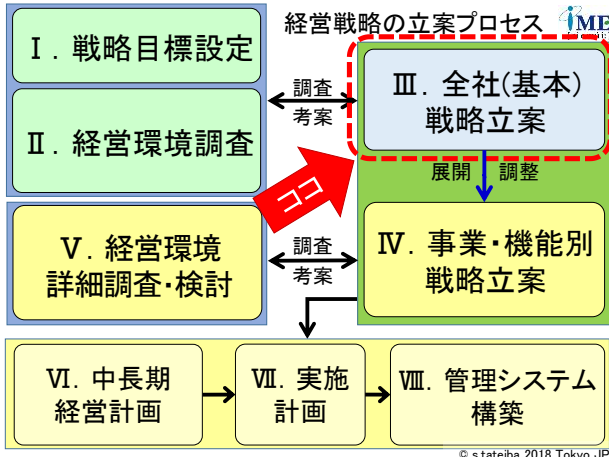 経営戦略の立案プロセス
iME
Ⅰ．戦略目標設定
Ⅱ．経営環境調査
調査
考案
Ⅲ．全社(基本)
戦略立案
展開 調整
ココ
Ⅴ．経営環境
詳細調査・検討
調査
考案
Ⅳ．事業・機能別
戦略立案
Ⅵ．中長期
経営計画
Ⅶ．実施
計画
Ⅷ．管理システム
構築
© s.tateiba 2018 Tokyo JP